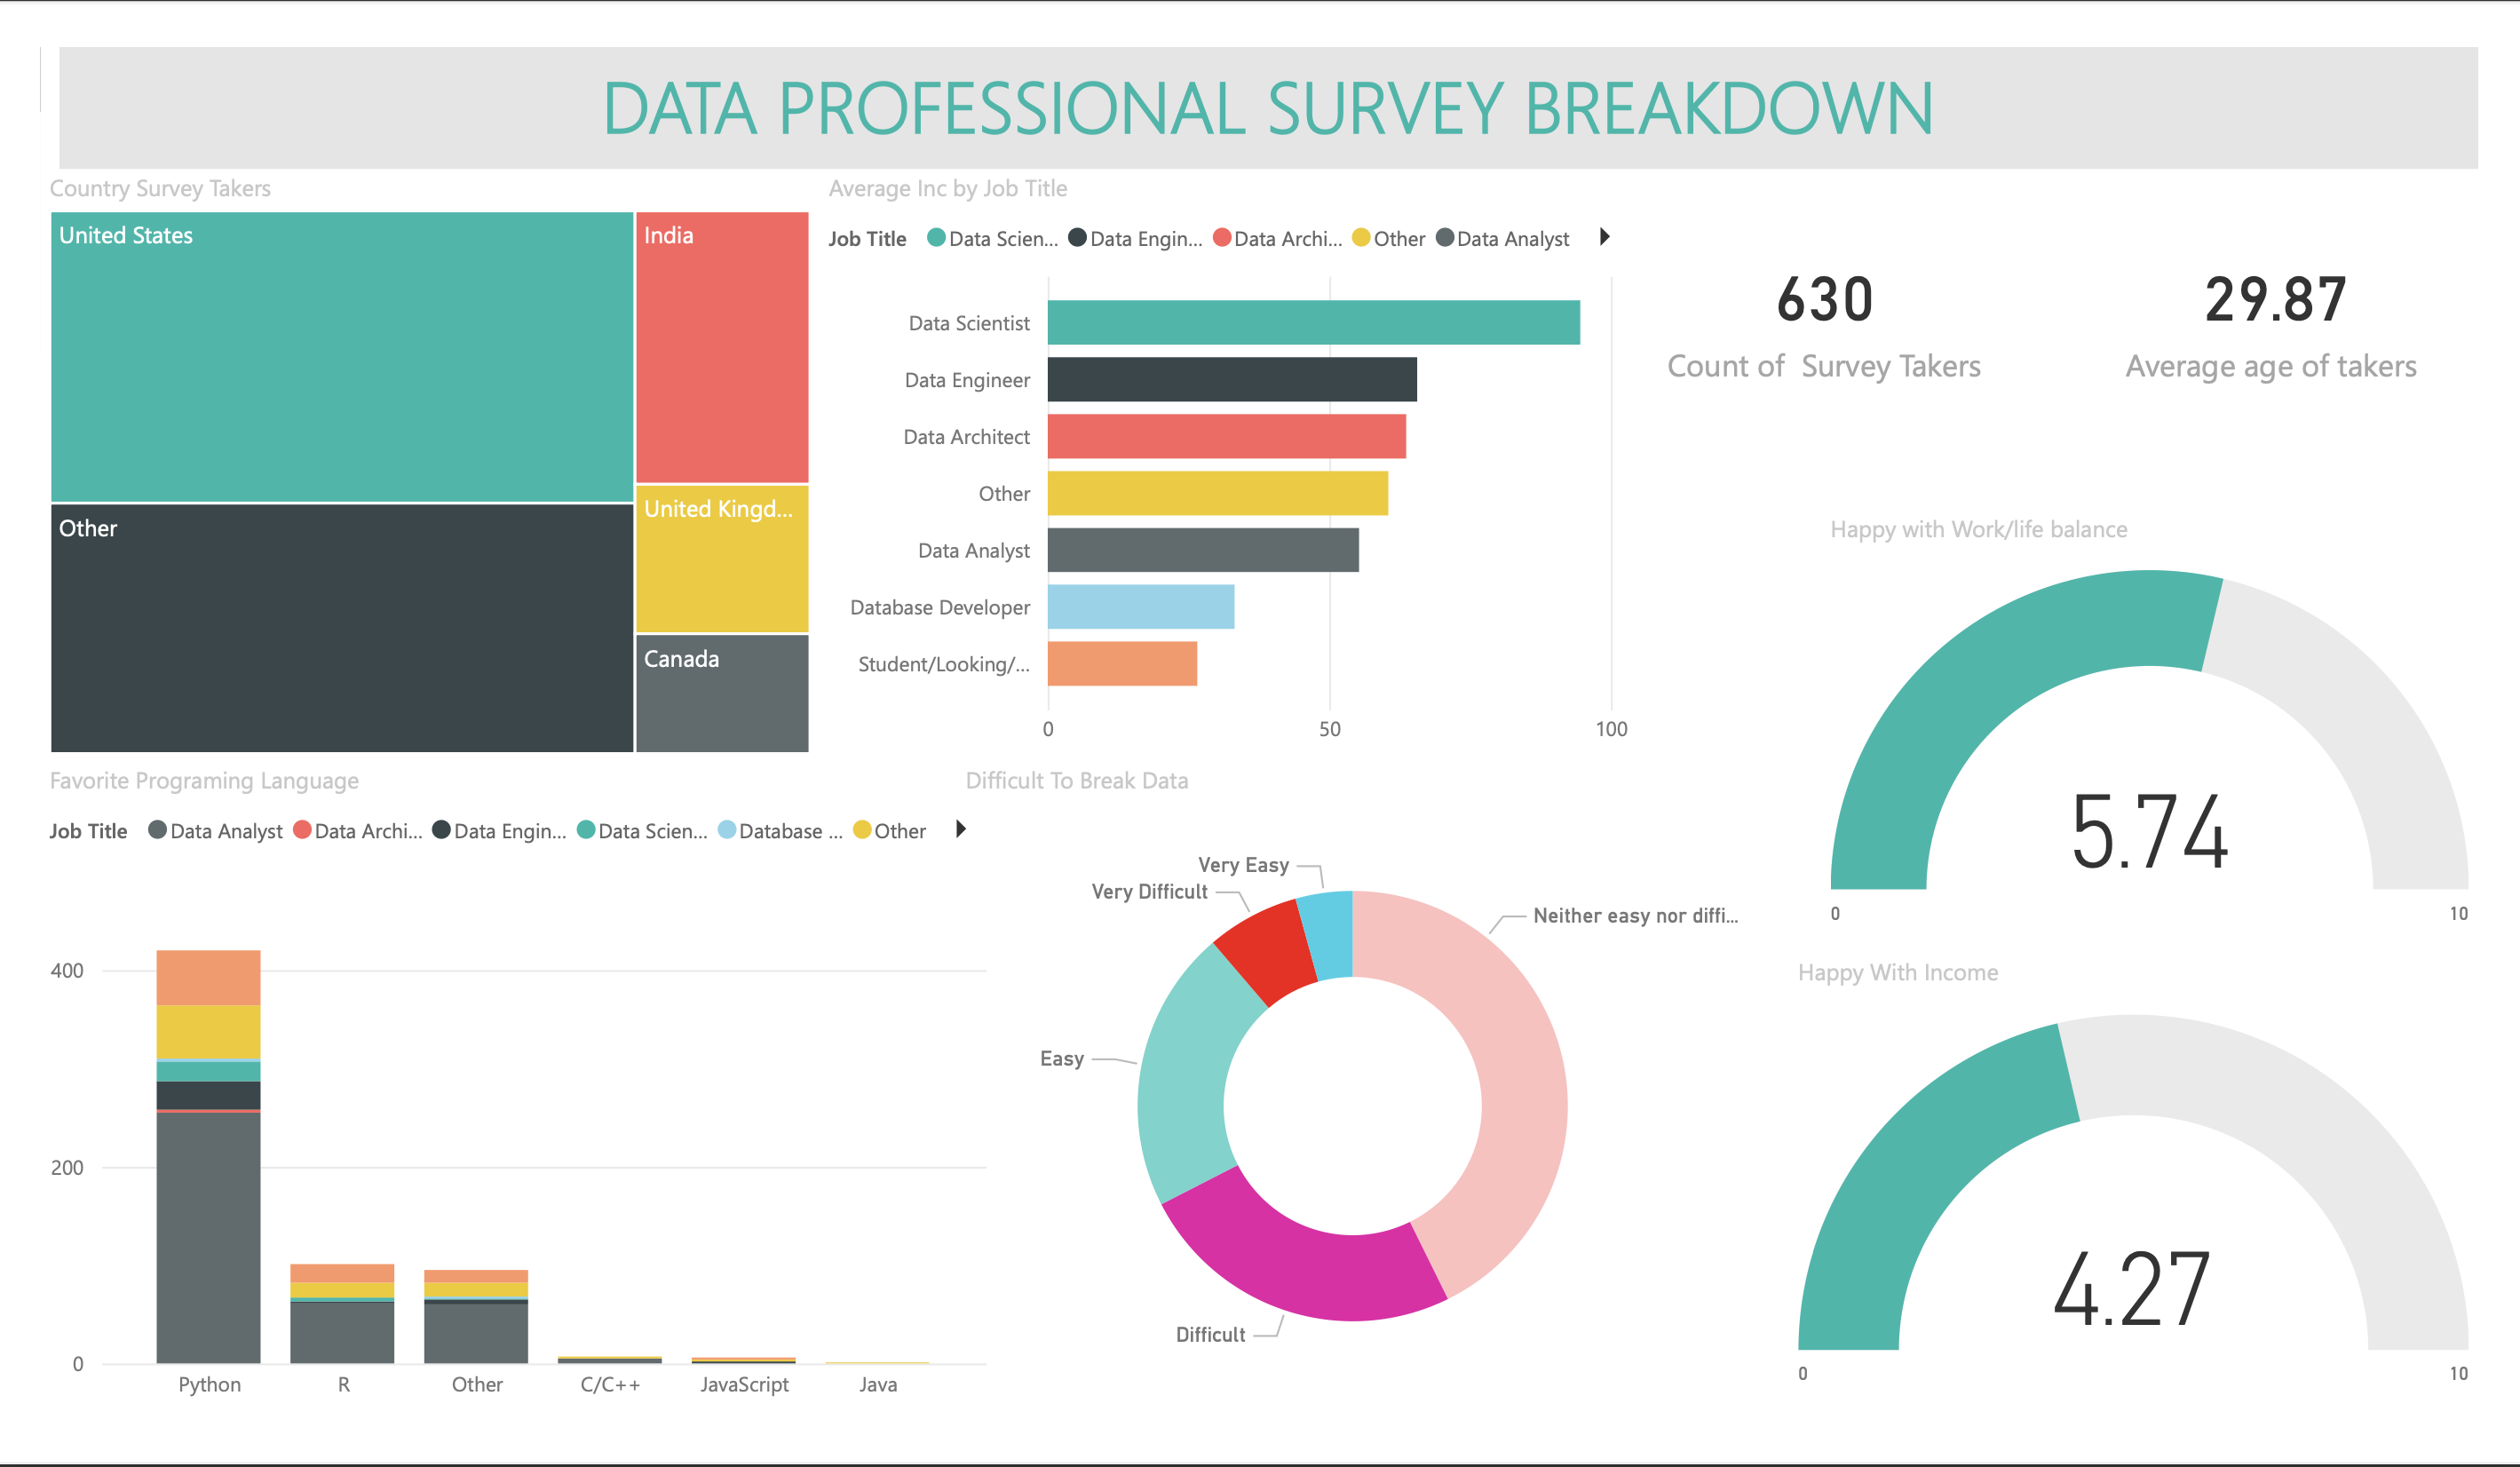 DATA PROFESSIONAL SURVEY BREAKDOWN
Country Survey Takers
United States
India
Other
United Kingd...
Canada
Average Inc by Job Title
Job Title Data Scien... Data Engin... Data Archi... Other Data Analyst
Data Scientist
Data Engineer
Data Architect
Other
Data Analyst
Database Developer
Student/Looking/...
0 50 100
630
Count of Survey Takers
29.87
Average age of takers
Happy with Work/life balance
5.74
0 10
Favorite Programing Language
Job Title Data Analyst Data Archi... Data Engin... Data Scien... Database ... Other
400
200
0
Python R Other C/C++ JavaScript Java
Difficult To Break Data
Very Easy
Very Difficult
Neither easy nor diffi...
Easy
Difficult
Happy With Income
4.27
0 10